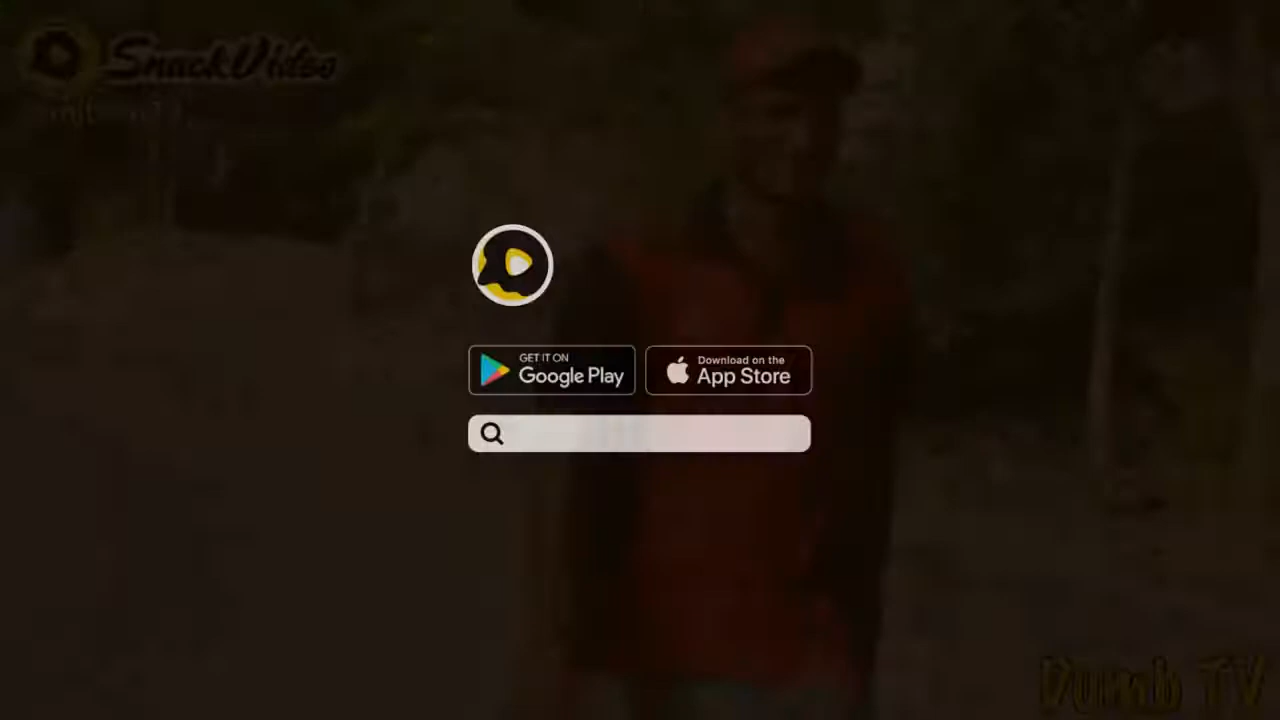 SnackVideo
GET IT ON
Google Play
Download on the
App Store
Dumb TV